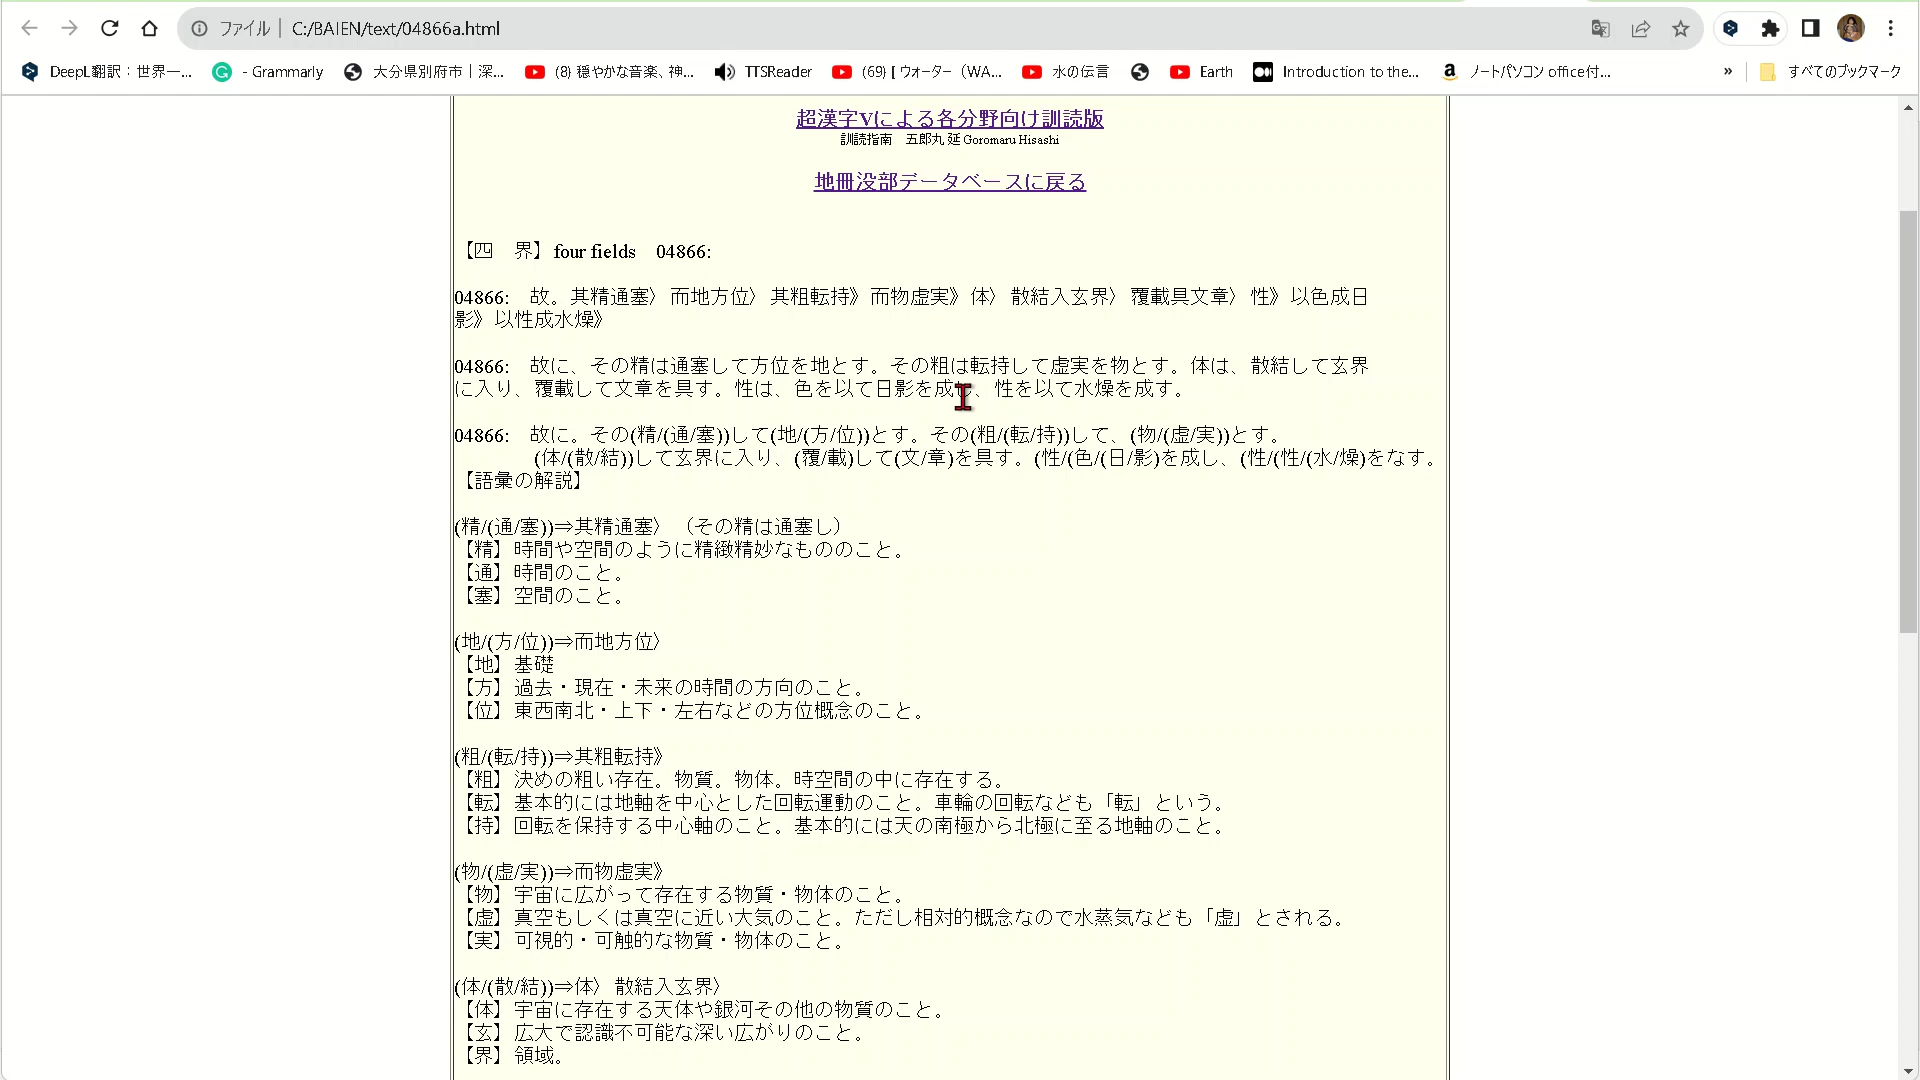 ファイル | C:/BAIEN/text/04866a.html
DeepL翻訳：世界一... - Grammarly 大分県別府市｜深... (8) 穏やかな音楽、神... TTSReader (69) [ ウォーター（WA... 水の伝言 Earth Introduction to the... ノートパソコン office付... » すべてのブックマーク
超漢字Vによる各分野向け訓読版
訓読指南　五郎丸 延 Goromaru Hisashi
地冊没部データベースに戻る
【四　界】four fields　04866:
04866:　故。其精通塞〉而地方位〉其粗転持》而物虚実》体〉散結入玄界〉覆載具文章〉性》以色成日
影》以性成水燥》
04866:　故に、その精は通塞して方位を地とす。その粗は転持して虚実を物とす。体は、散結して玄界
に入り、覆載して文章を具す。性は、色を以て日影を成し、性を以て水燥を成す。
04866:　故に。その(精/(通/塞))して(地/(方/位))とす。その(粗/(転/持))して、(物/(虚/実))とす。
(体/(散/結))して玄界に入り、(覆/載)して(文/章)を具す。(性/(色/(日/影)を成し、(性/(性/(水/燥)をなす。
【語彙の解説】
(精/(通/塞))⇒其精通塞〉（その精は通塞し）
【精】時間や空間のように精緻精妙なもののこと。
【通】時間のこと。
【塞】空間のこと。
(地/(方/位))⇒而地方位〉
【地】基礎
【方】過去・現在・未来の時間の方向のこと。
【位】東西南北・上下・左右などの方位概念のこと。
(粗/(転/持))⇒其粗転持》
【粗】決めの粗い存在。物質。物体。時空間の中に存在する。
【転】基本的には地軸を中心とした回転運動のこと。車輪の回転なども「転」という。
【持】回転を保持する中心軸のこと。基本的には天の南極から北極に至る地軸のこと。
(物/(虚/実))⇒而物虚実》
【物】宇宙に広がって存在する物質・物体のこと。
【虚】真空もしくは真空に近い大気のこと。ただし相対的概念なので水蒸気なども「虚」とされる。
【実】可視的・可触的な物質・物体のこと。
(体/(散/結))⇒体〉散結入玄界〉
【体】宇宙に存在する天体や銀河その他の物質のこと。
【玄】広大で認識不可能な深い広がりのこと。
【界】領域。